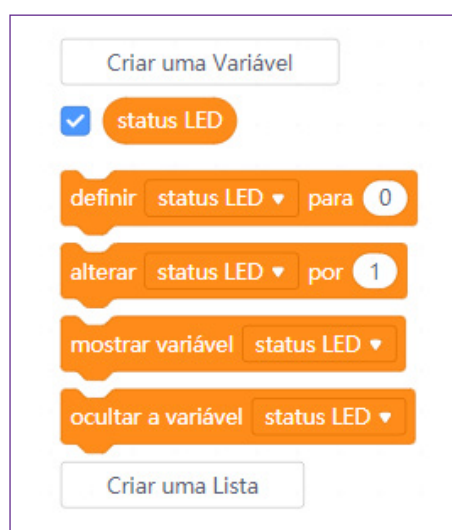 Criar uma Variável
status LED
definir status LED para 0
alterar status LED por 1
mostrar variável status LED
ocultar a variável status LED
Criar uma Lista